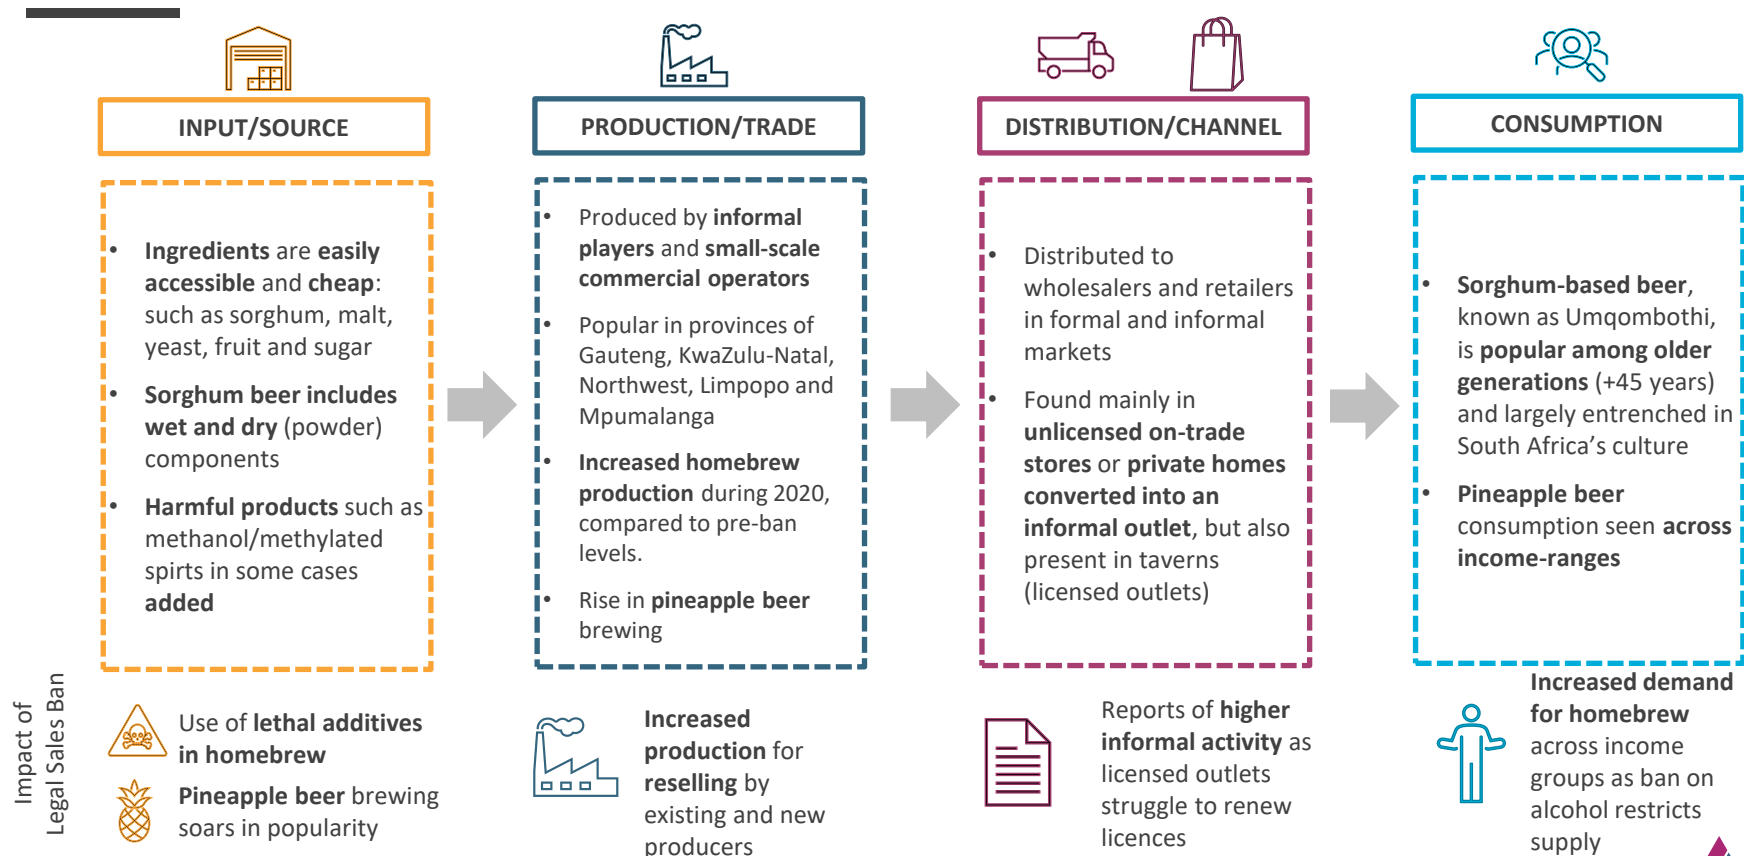 INPUT/SOURCE
• Ingredients are easily
accessible and cheap:
such as sorghum, malt,
yeast, fruit and sugar
• Sorghum beer includes
wet and dry (powder)
components
• Harmful products such as
methanol/methylated
spirts in some cases
added
PRODUCTION/TRADE
• Produced by informal
players and small-scale
commercial operators
• Popular in provinces of
Gauteng, KwaZulu-Natal,
Northwest, Limpopo and
Mpumalanga
• Increased homebrew
production during 2020,
compared to pre-ban
levels.
• Rise in pineapple beer
brewing
DISTRIBUTION/CHANNEL
• Distributed to
wholesalers and retailers
in formal and informal
markets
• Found mainly in
unlicensed on-trade
stores or private homes
converted into an
informal outlet, but also
present in taverns
(licensed outlets)
CONSUMPTION
• Sorghum-based beer,
known as Umqombothi,
is popular among older
generations (+45 years)
and largely entrenched in
South Africa’s culture
• Pineapple beer
consumption seen across
income-ranges
Impact of
Legal Sales Ban
Use of lethal additives
in homebrew
Pineapple beer brewing
soars in popularity
Increased
production for
reselling by
existing and new
producers
Reports of higher
informal activity as
licensed outlets
struggle to renew
licences
Increased demand
for homebrew
across income
groups as ban on
alcohol restricts
supply